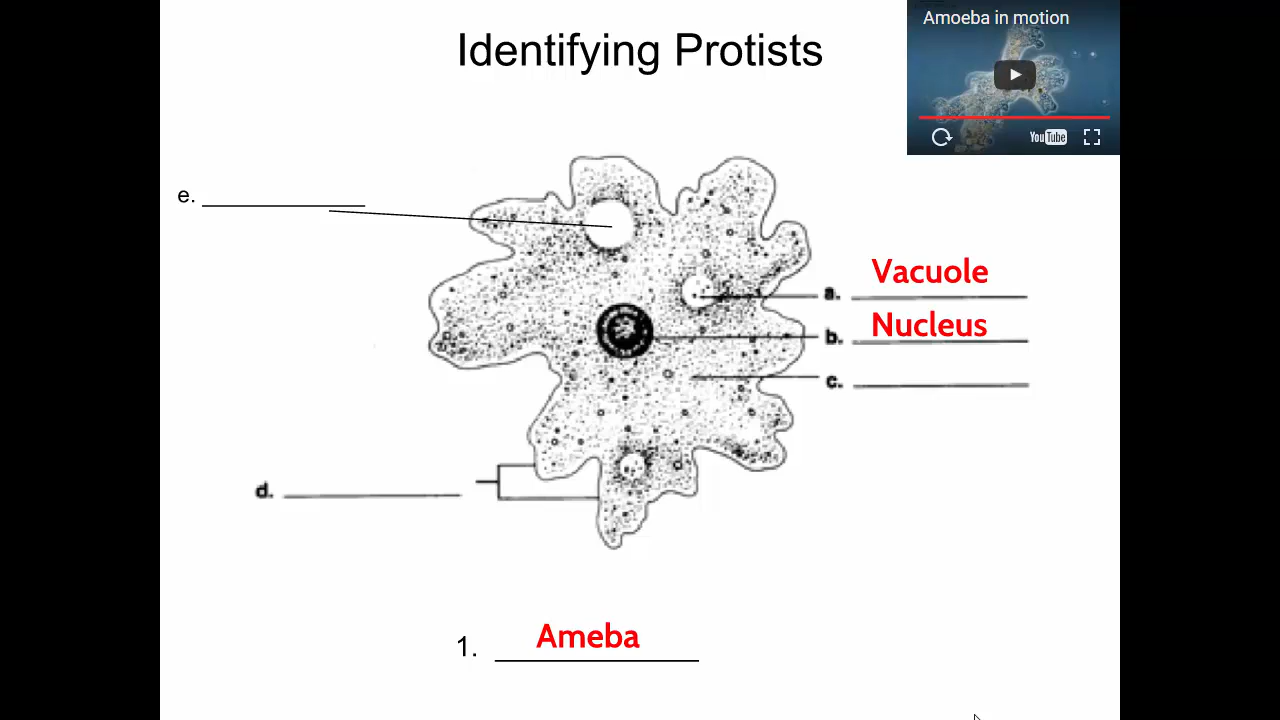 Identifying Protists
Amoeba in motion
YouTube
e.
Vacuole
a.
Nucleus
b.
c.
d.
1. Ameba